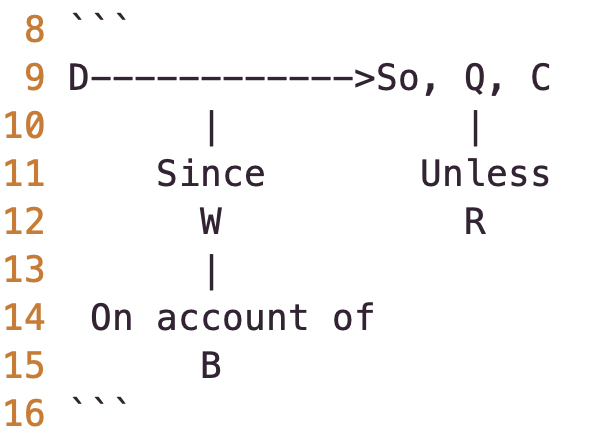 8 ```
9 D------------>So, Q, C
10       |           |
11     Since       Unless
12       W           R
13       |
14  On account of
15       B
16 ```